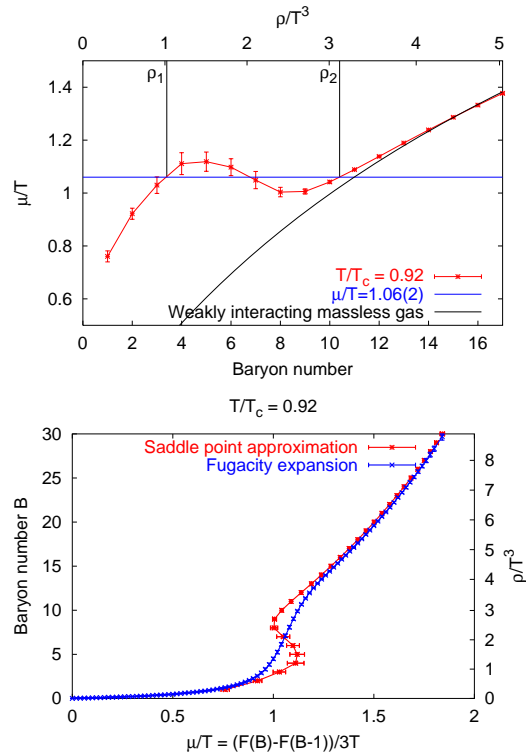 ρ/T³
0 1 2 3 4 5
ρ₁ ρ₂
1.4
1.2
1
0.8
0.6
μ/T
T/T_c = 0.92
μ/T=1.06(2)
Weakly interacting massless gas
0 2 4 6 8 10 12 14 16
Baryon number
T/T_c = 0.92
30
25
20
15
10
5
0
Baryon number B
Saddle point approximation
Fugacity expansion
8
7
6
5
4
3
2
1
0
ρ/T³
0 0.5 1 1.5 2
μ/T = (F(B)-F(B-1))/3T